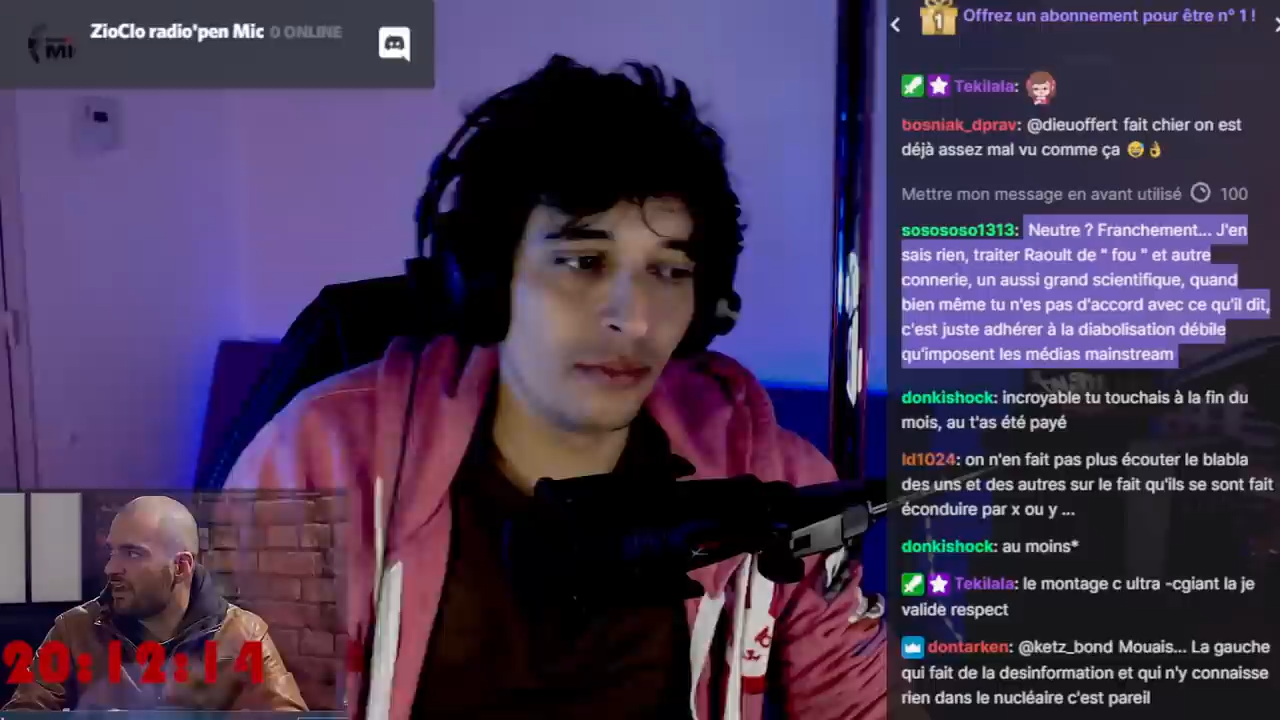 ZioClo radio'pen Mic 0 ONLINE
MI
1 Offrez un abonnement pour être n° 1 !
Tekilala:
bosniak_dprav: @dieuoffert fait chier on est
déjà assez mal vu comme ça
Mettre mon message en avant utilisé 100
sosososo1313: Neutre ? Franchement... J'en
sais rien, traiter Raoult de " fou " et autre
connerie, un aussi grand scientifique, quand
bien même tu n'es pas d'accord avec ce qu'il dit,
c'est juste adhérer à la diabolisation débile
qu'imposent les médias mainstream
donkishock: incroyable tu touchais à la fin du
mois, au t'as été payé
ld1024: on n'en fait pas plus écouter le blabla
des uns et des autres sur le fait qu'ils se sont fait
éconduire par x ou y ...
donkishock: au moins*
Tekilala: le montage c ultra -cgiant la je
valide respect
dontarken: @ketz_bond Mouais... La gauche
qui fait de la desinformation et qui n'y connaisse
rien dans le nucléaire c'est pareil
20:12:14